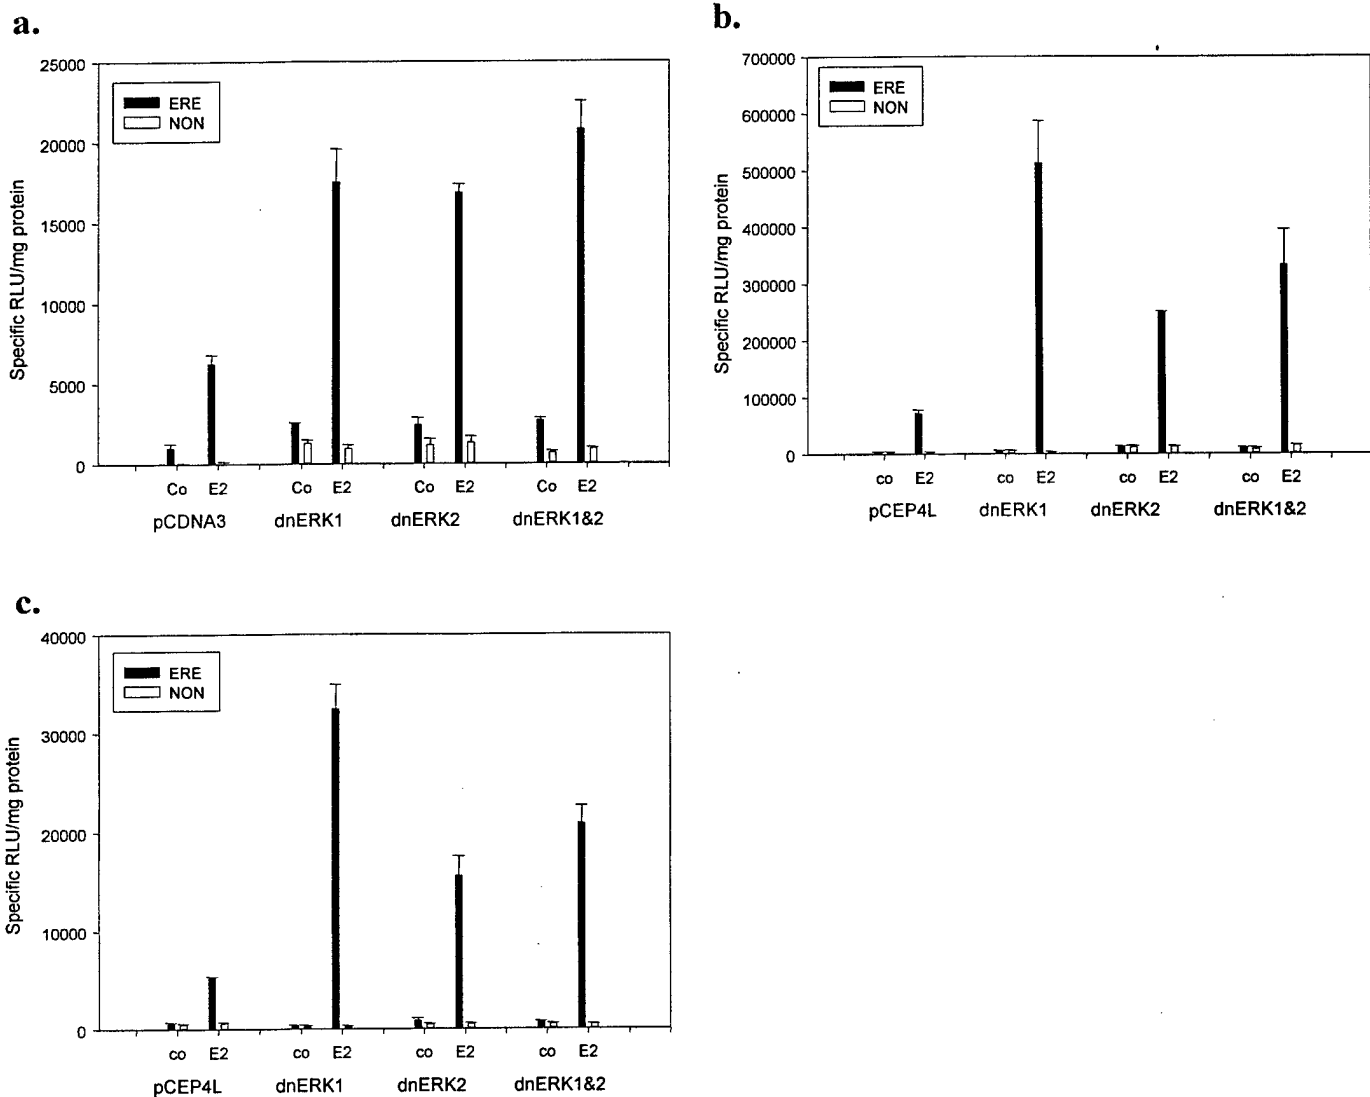 a.
25000
20000
15000
10000
5000
0
Specific RLU/mg protein
ERE
NON
Co E2 Co E2 Co E2 Co E2
pCDNA3 dnERK1 dnERK2 dnERK1&2
b.
700000
600000
500000
400000
300000
200000
100000
0
Specific RLU/mg protein
ERE
NON
co E2 co E2 co E2 co E2
pCEP4L dnERK1 dnERK2 dnERK1&2
c.
40000
30000
20000
10000
0
Specific RLU/mg protein
ERE
NON
co E2 co E2 co E2 co E2
pCEP4L dnERK1 dnERK2 dnERK1&2